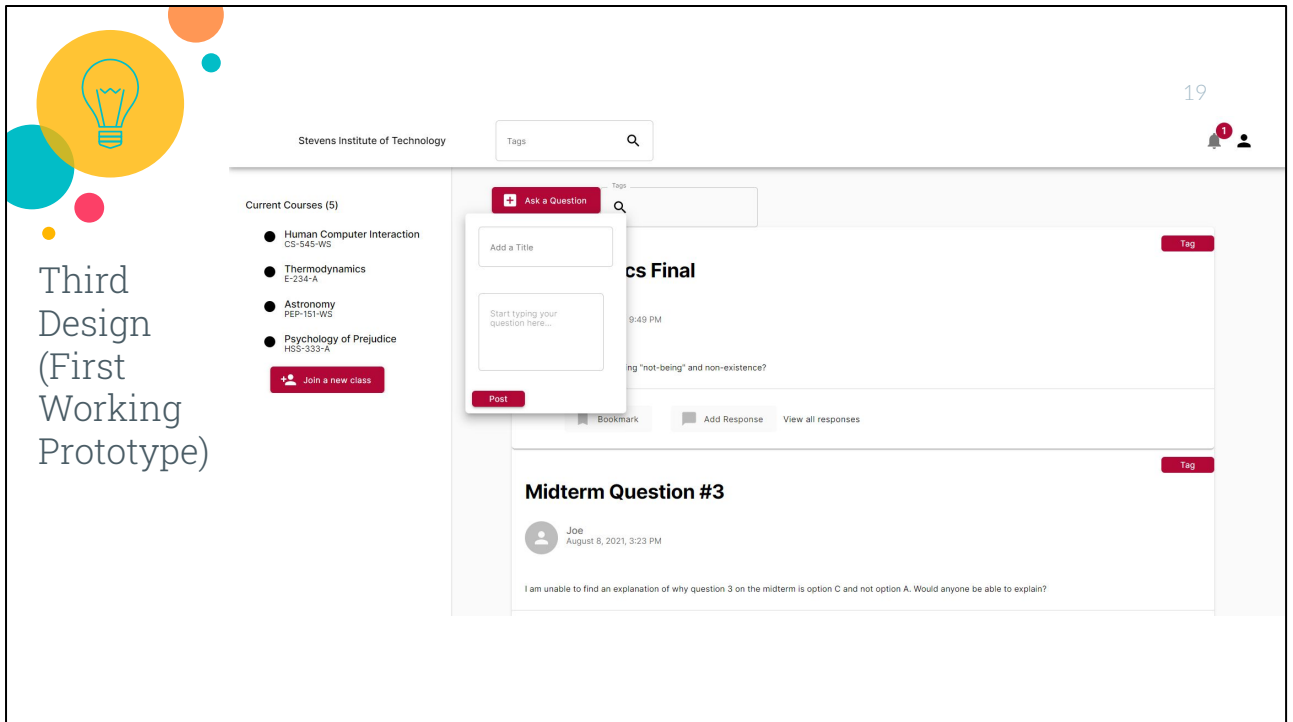 19
Third
Design
(First
Working
Prototype)
Stevens Institute of Technology
Tags
1
Current Courses (5)
Human Computer Interaction
CS-545-WS
Thermodynamics
E-234-A
Astronomy
PEP-151-WS
Psychology of Prejudice
HSS-333-A
Join a new class
Ask a Question
Tags
Add a Title
Start typing your
question here...
Post
Tag
cs Final
9:49 PM
ng "not-being" and non-existence?
Bookmark
Add Response
View all responses
Tag
Midterm Question #3
Joe
August 8, 2021, 3:23 PM
I am unable to find an explanation of why question 3 on the midterm is option C and not option A. Would anyone be able to explain?